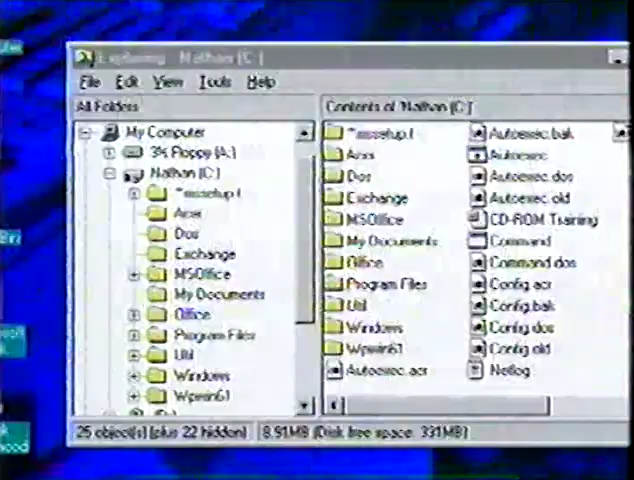 Exploring - Nathan (C:)
File Edit View Tools Help
All Folders
Contents of 'Nathan (C:)'
My Computer
3½ Floppy (A:)
Nathan (C:)
~mssetup.t
Acer
Dos
Exchange
MSOffice
My Documents
Office
Program Files
Util
Windows
Wpwin61
~mssetup.t
Acer
Dos
Exchange
MSOffice
My Documents
Office
Program Files
Util
Windows
Wpwin61
Autoexec.acr
Autoexec.bak
Autoexec
Autoexec.dos
Autoexec.old
CD-ROM Training
Command
Command.dos
Config.acr
Config.bak
Config.dos
Config.old
Netlog
25 object(s) (plus 22 hidden)
8.91MB (Disk free space: 331MB)